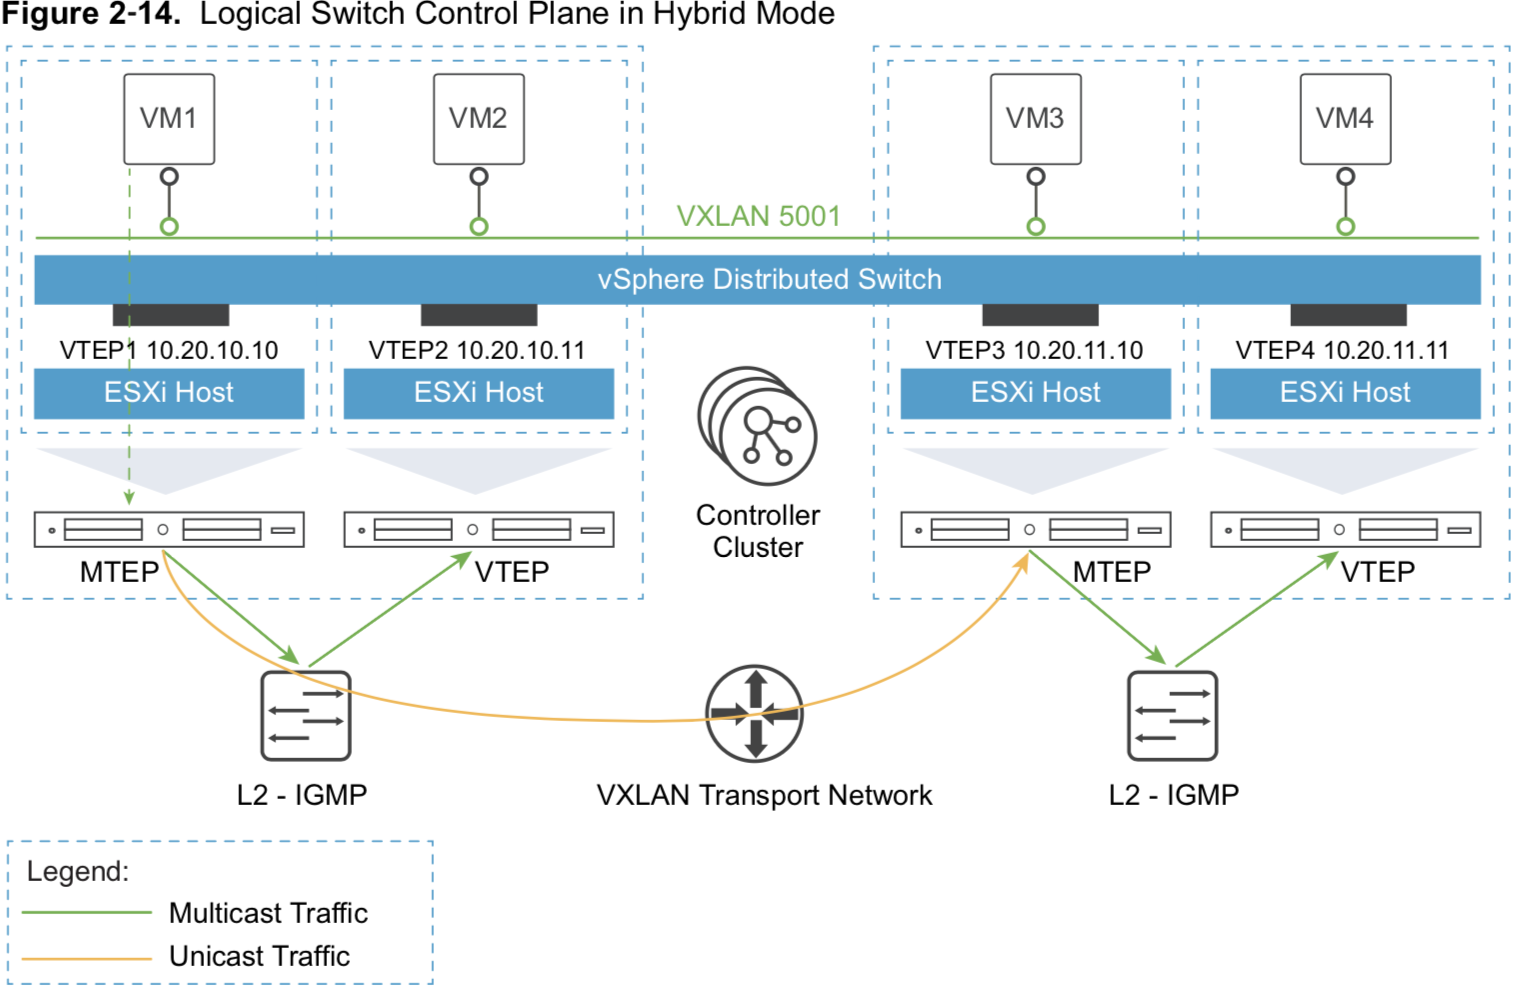 Figure 2-14. Logical Switch Control Plane in Hybrid Mode
VM1
VM2
VM3
VM4
VXLAN 5001
vSphere Distributed Switch
VTEP1 10.20.10.10
VTEP2 10.20.10.11
VTEP3 10.20.11.10
VTEP4 10.20.11.11
ESXi Host
ESXi Host
ESXi Host
ESXi Host
Controller
Cluster
MTEP
VTEP
MTEP
VTEP
L2 - IGMP
VXLAN Transport Network
L2 - IGMP
Legend:
Multicast Traffic
Unicast Traffic